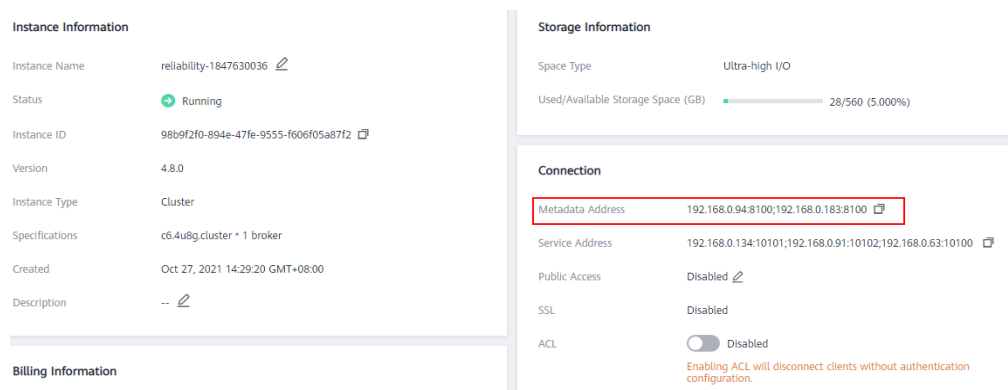 Instance Information
Instance Name reliability-1847630036
Status Running
Instance ID 98b9f2f0-894e-47fe-9555-f606f05a87f2
Version 4.8.0
Instance Type Cluster
Specifications c6.4u8g.cluster * 1 broker
Created Oct 27, 2021 14:29:20 GMT+08:00
Description --
Billing Information
Storage Information
Space Type Ultra-high I/O
Used/Available Storage Space (GB) 28/560 (5.000%)
Connection
Metadata Address 192.168.0.94:8100;192.168.0.183:8100
Service Address 192.168.0.134:10101;192.168.0.91:10102;192.168.0.63:10100
Public Access Disabled
SSL Disabled
ACL Disabled
Enabling ACL will disconnect clients without authentication
configuration.